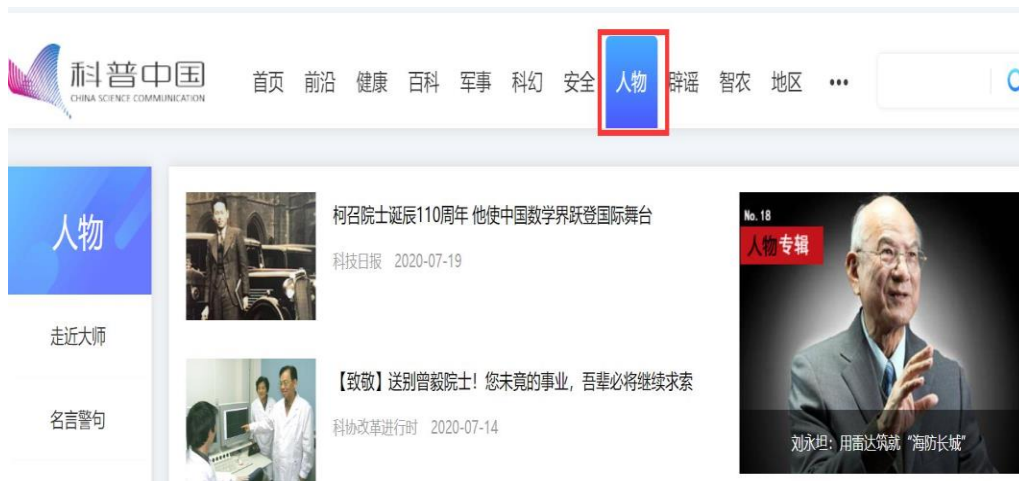 科普中国
CHINA SCIENCE COMMUNICATION
首页 前沿 健康 百科 军事 科幻 安全 人物 辟谣 智农 地区 •••
人物
走近大师
名言警句
柯召院士诞辰110周年 他使中国数学界跃登国际舞台
科技日报 2020-07-19
【致敬】送别曾毅院士！您未竟的事业，吾辈必将继续求索
科协改革进行时 2020-07-14
No. 18
人物专辑
刘永坦：用雷达筑就“海防长城”